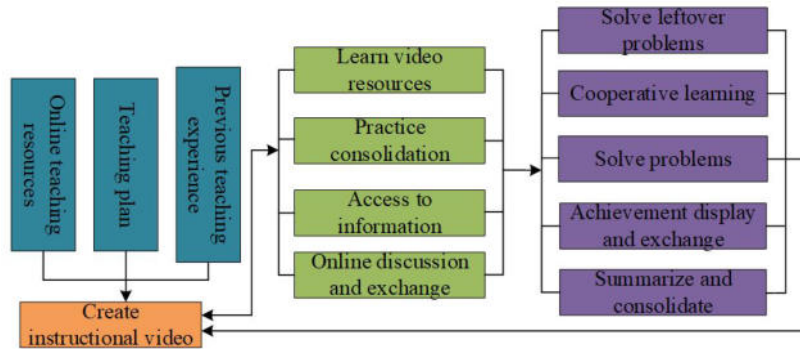 Online teaching
resources
Teaching plan
Previous teaching
experience
Create
instructional video
Learn video
resources
Practice
consolidation
Access to
information
Online discussion
and exchange
Solve leftover
problems
Cooperative learning
Solve problems
Achievement display
and exchange
Summarize and
consolidate